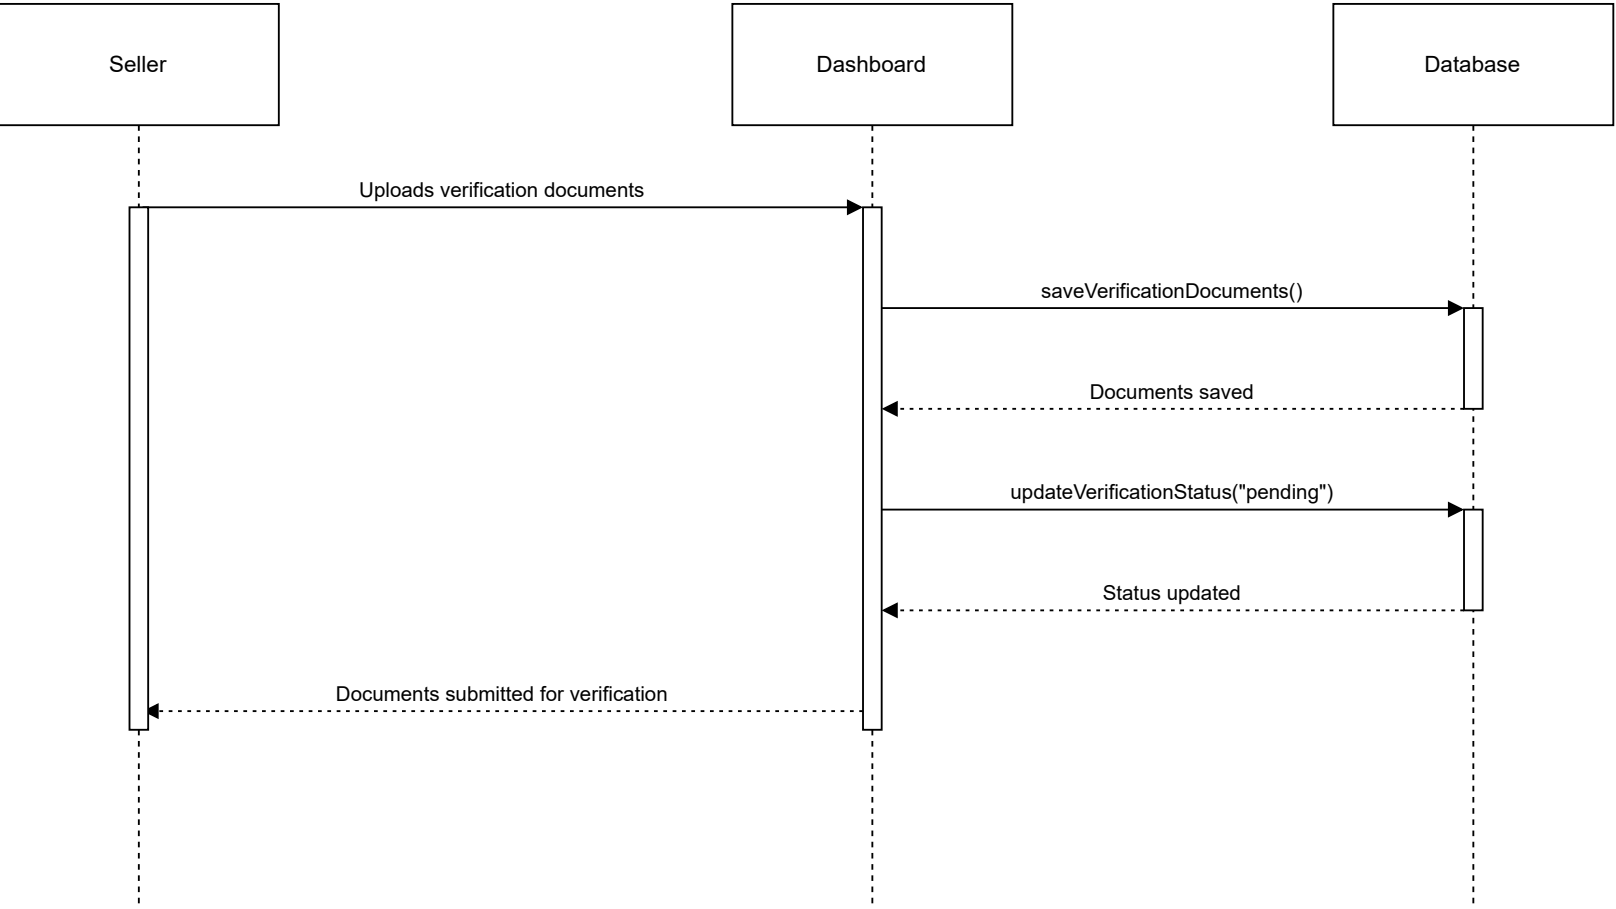 Seller
Dashboard
Database
Uploads verification documents
saveVerificationDocuments()
Documents saved
updateVerificationStatus("pending")
Status updated
Documents submitted for verification